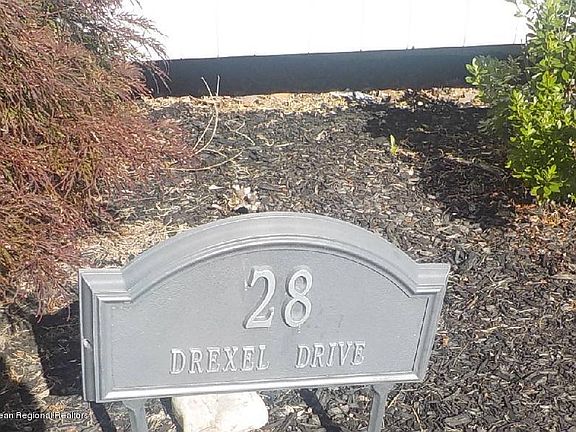 28
DREXEL DRIVE
ean Regional Realtors